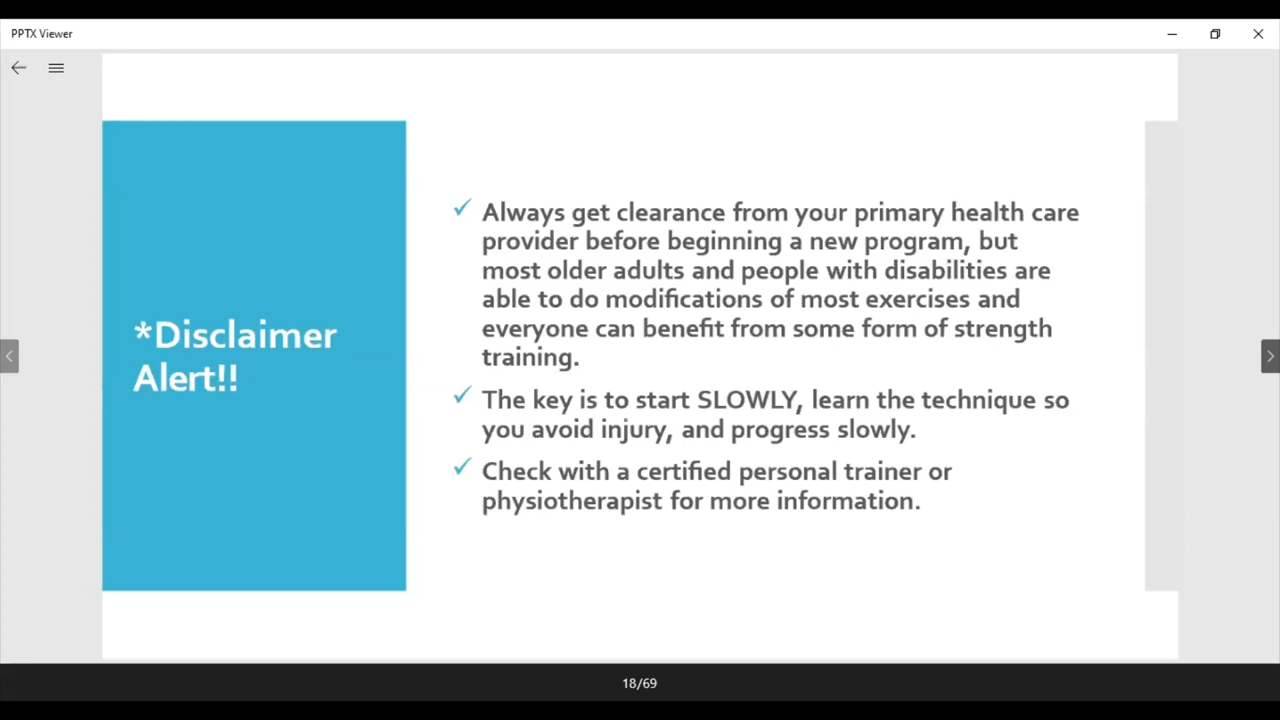 PPTX Viewer
*Disclaimer
Alert!!
✓ Always get clearance from your primary health care
provider before beginning a new program, but
most older adults and people with disabilities are
able to do modifications of most exercises and
everyone can benefit from some form of strength
training.
✓ The key is to start SLOWLY, learn the technique so
you avoid injury, and progress slowly.
✓ Check with a certified personal trainer or
physiotherapist for more information.
18/69